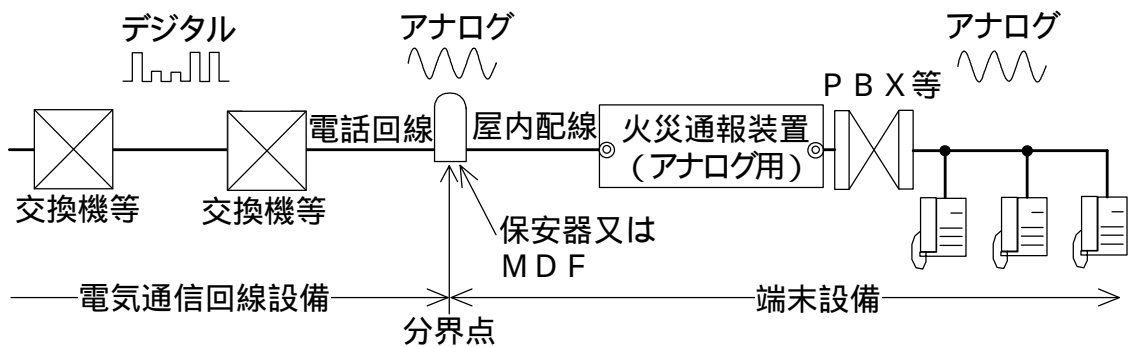 デジタル
アナログ
アナログ
PBX等
電話回線
屋内配線
火災通報装置
(アナログ用)
交換機等
交換機等
保安器又は
MDF
電気通信回線設備
端末設備
分界点